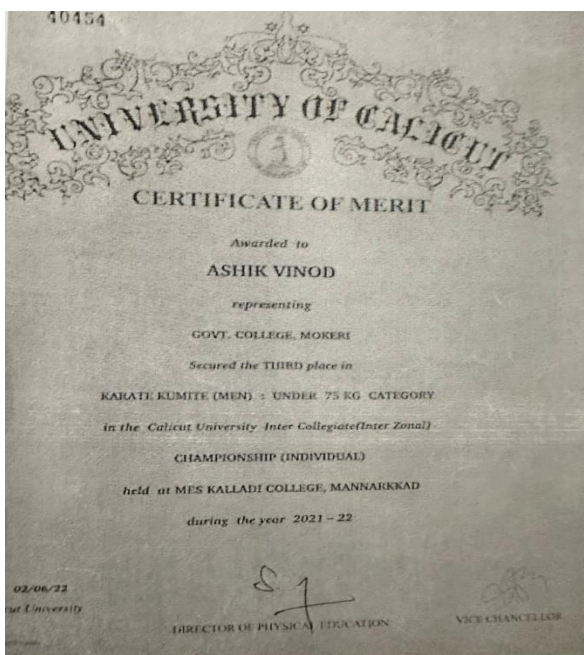 40454
UNIVERSITY OF CALICUT
CERTIFICATE OF MERIT
Awarded to
ASHIK VINOD
representing
GOVT. COLLEGE, MOKERI
Secured the THIRD place in
KARATE KUMITE (MEN) : UNDER 75 KG CATEGORY
in the Calicut University Inter Collegiate(Inter Zonal)
CHAMPIONSHIP (INDIVIDUAL)
held at MES KALLADI COLLEGE, MANNARKKAD
during the year 2021 – 22
02/06/22
cut University
DIRECTOR OF PHYSICAL EDUCATION
VICE CHANCELLOR